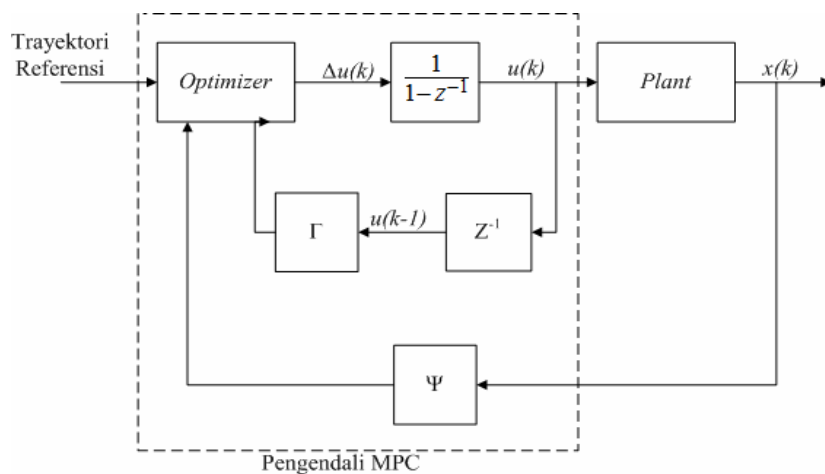 Trayektori
Referensi
Optimizer
Δu(k)
1
1−z⁻¹
u(k)
Plant
x(k)
Γ
u(k-1)
Z⁻¹
Ψ
Pengendali MPC